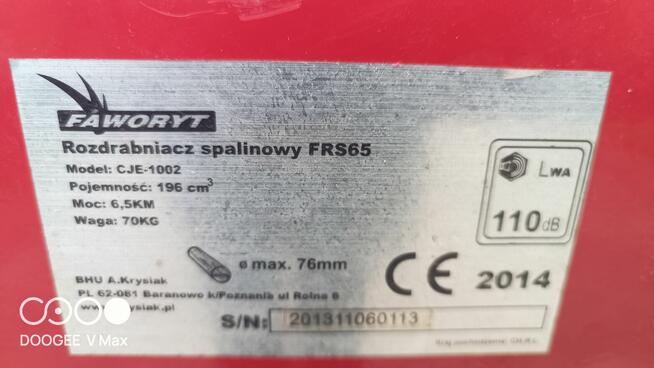 FAWORYT
Rozdrabniacz spalinowy FRS65
Model: CJE-1002
Pojemność: 196 cm³
Moc: 6,5KM
Waga: 70KG
LWA
110dB
ø max. 76mm
CE 2014
BHU A.Krysiak
PL 62-081 Baranowo k/Poznania ul Rolna 6
S/N: 201311060113
DOOGEE V Max